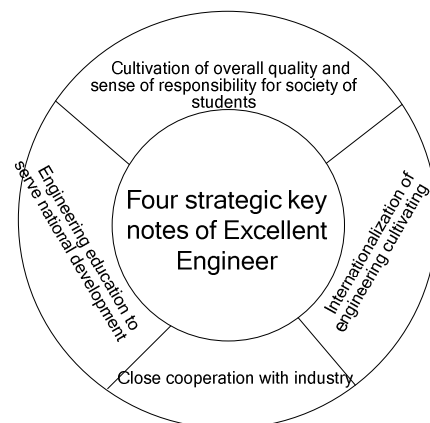 Cultivation of overall quality and
sense of responsibility for society of
students
Four strategic key
notes of Excellent
Engineer
Engineering education to
serve national development
Internationalization of
engineering cultivating
Close cooperation with industry